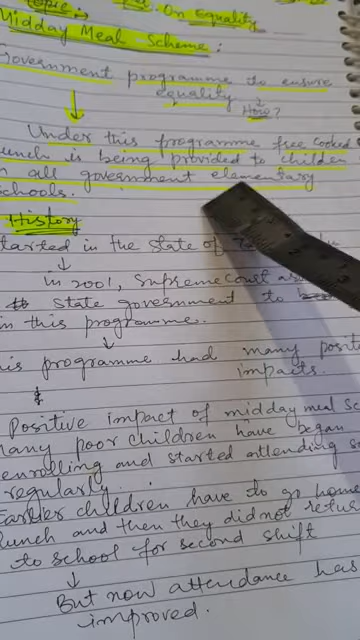 Topic On Equality
Midday Meal Scheme:
Government programme to ensure
equality
How?
Under this programme free cooked
lunch is being provided to children
in all government elementary
schools.
History
started in the state of
in 2001, Supreme court
state government to
in this programme.
This programme had many
impacts.
Positive impact of midday meal
Many poor children have began
enrolling and started attending
regularly.
Earlier children have to go home
lunch and then they did not
to school for second shift
But now attendance has
improved.